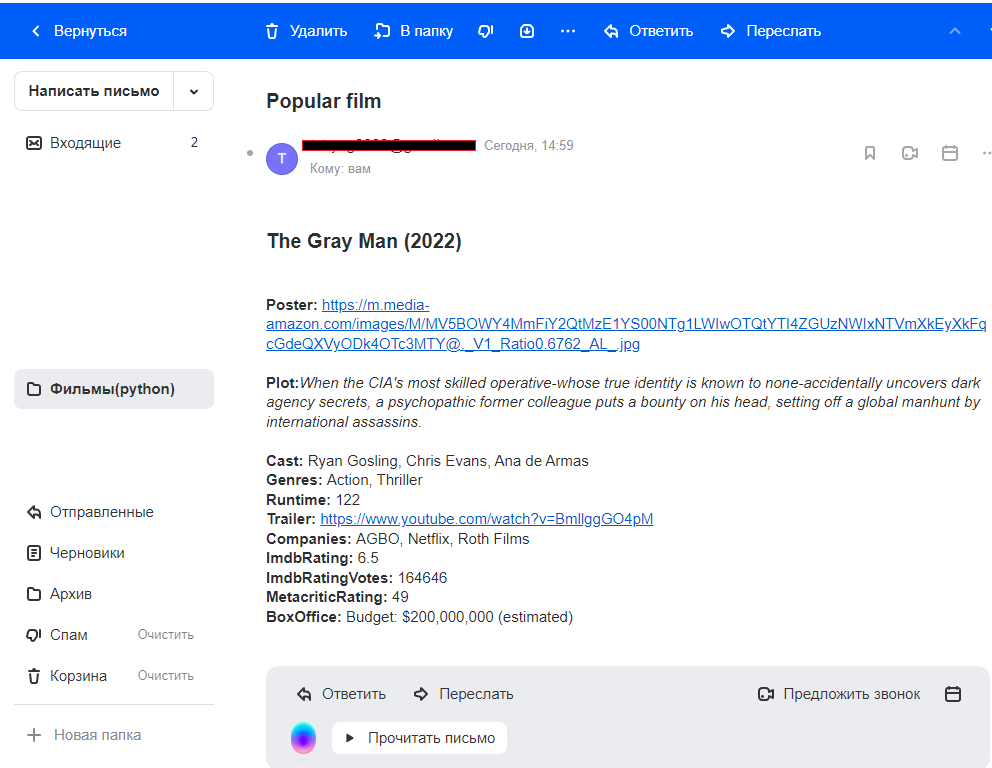 Вернуться
Удалить
В папку
Ответить
Переслать
Написать письмо
Входящие 2
Фильмы(python)
Отправленные
Черновики
Архив
Спам Очистить
Корзина Очистить
Новая папка
Popular film
T
Сегодня, 14:59
Кому: вам
The Gray Man (2022)
Poster: https://m.media-
amazon.com/images/M/MV5BOWY4MmFiY2QtMzE1YS00NTg1LWIwOTQtYTI4ZGUzNWIxNTVmXkEyXkFq
cGdeQXVyODk4OTc3MTY@._V1_Ratio0.6762_AL_.jpg
Plot:When the CIA's most skilled operative-whose true identity is known to none-accidentally uncovers dark
agency secrets, a psychopathic former colleague puts a bounty on his head, setting off a global manhunt by
international assassins.
Cast: Ryan Gosling, Chris Evans, Ana de Armas
Genres: Action, Thriller
Runtime: 122
Trailer: https://www.youtube.com/watch?v=BmllggGO4pM
Companies: AGBO, Netflix, Roth Films
ImdbRating: 6.5
ImdbRatingVotes: 164646
MetacriticRating: 49
BoxOffice: Budget: $200,000,000 (estimated)
Ответить
Переслать
Предложить звонок
Прочитать письмо